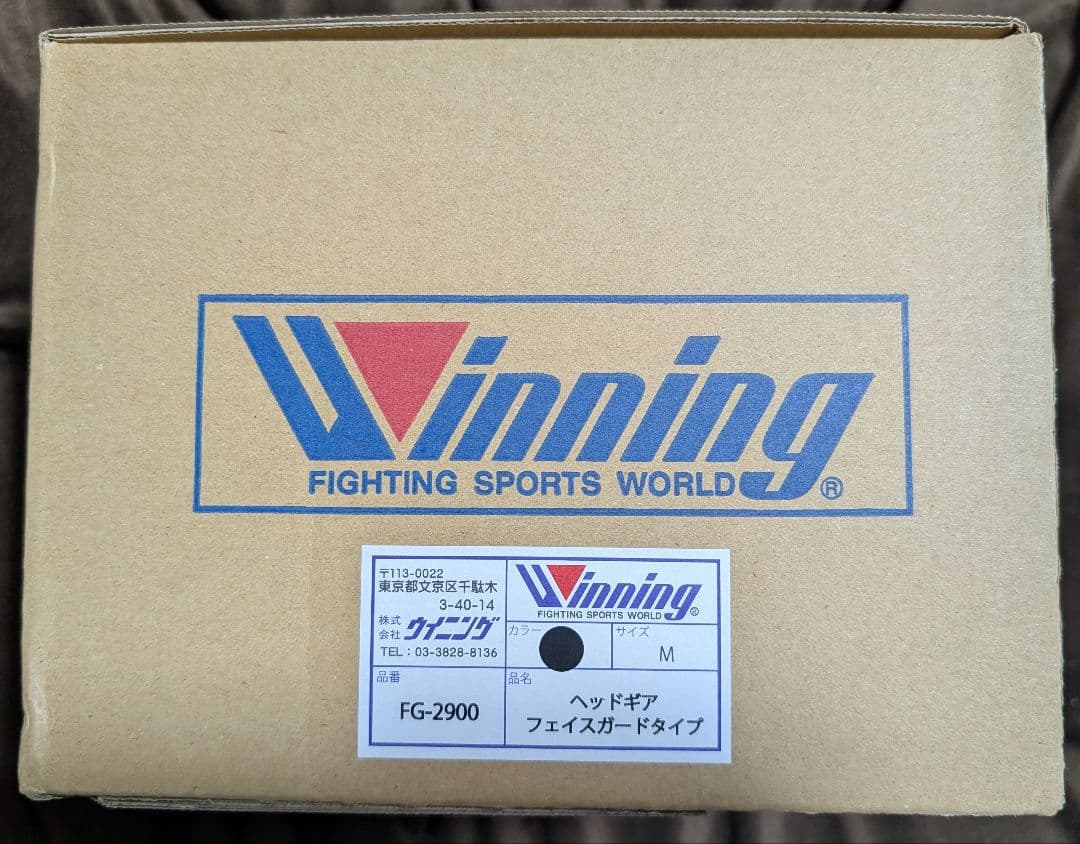 Winning
FIGHTING SPORTS WORLD®
〒113-0022
東京都文京区千駄木
3-40-14
株式会社 ウイニング
TEL：03-3828-8136
Winning
FIGHTING SPORTS WORLD®
カラー
サイズ
M
品番
FG-2900
品名
ヘッドギア
フェイスガードタイプ